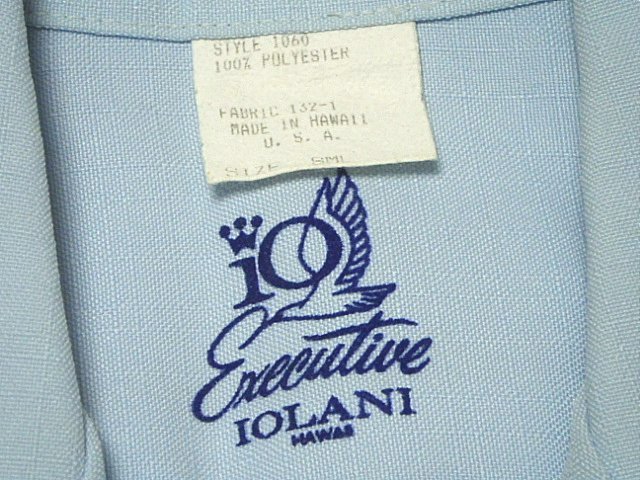 STYLE 1060
100% POLYESTER
FABRIC 132-1
MADE IN HAWAII
U. S. A.
SIZE SML
iO
Executive
IOLANI
HAWAII